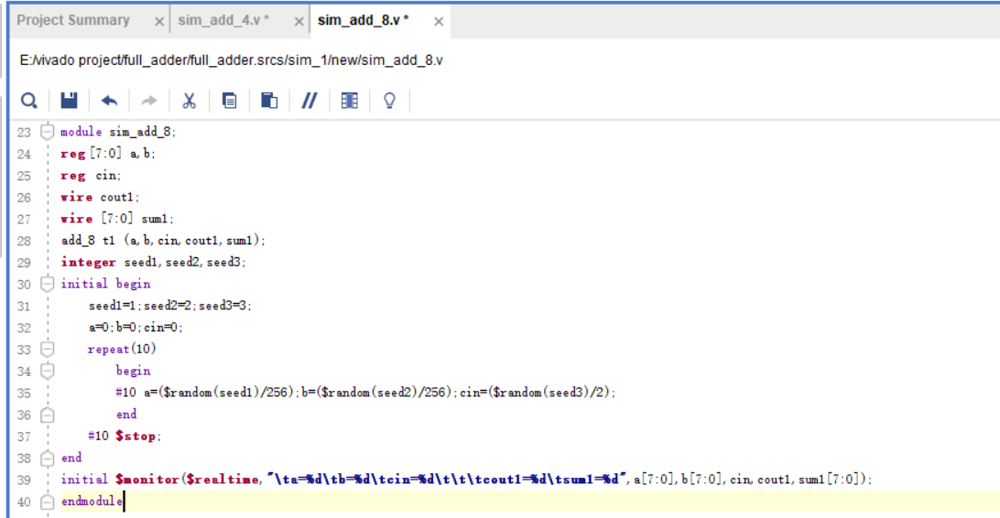 Project Summary × sim_add_4.v * × sim_add_8.v * ×
E:/vivado project/full_adder/full_adder.srcs/sim_1/new/sim_add_8.v
23 module sim_add_8;
24 reg [7:0] a,b;
25 reg cin;
26 wire cout1;
27 wire [7:0] sum1;
28 add_8 t1 (a,b,cin,cout1,sum1);
29 integer seed1,seed2,seed3;
30 initial begin
31 seed1=1;seed2=2;seed3=3;
32 a=0;b=0;cin=0;
33 repeat(10)
34 begin
35 #10 a=($random(seed1)/256);b=($random(seed2)/256);cin=($random(seed3)/2);
36 end
37 #10 $stop;
38 end
39 initial $monitor($realtime,"\ta=%d\tb=%d\tcin=%d\t\t\tcout1=%d\tsum1=%d",a[7:0],b[7:0],cin,cout1,sum1[7:0]);
40 endmodule